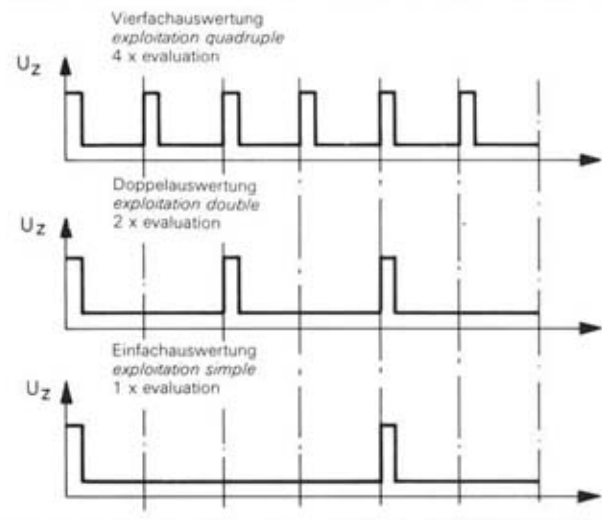 Vierfachauswertung
exploitation quadruple
4 x evaluation
Uz
Doppelauswertung
exploitation double
2 x evaluation
Uz
Einfachauswertung
exploitation simple
1 x evaluation
Uz